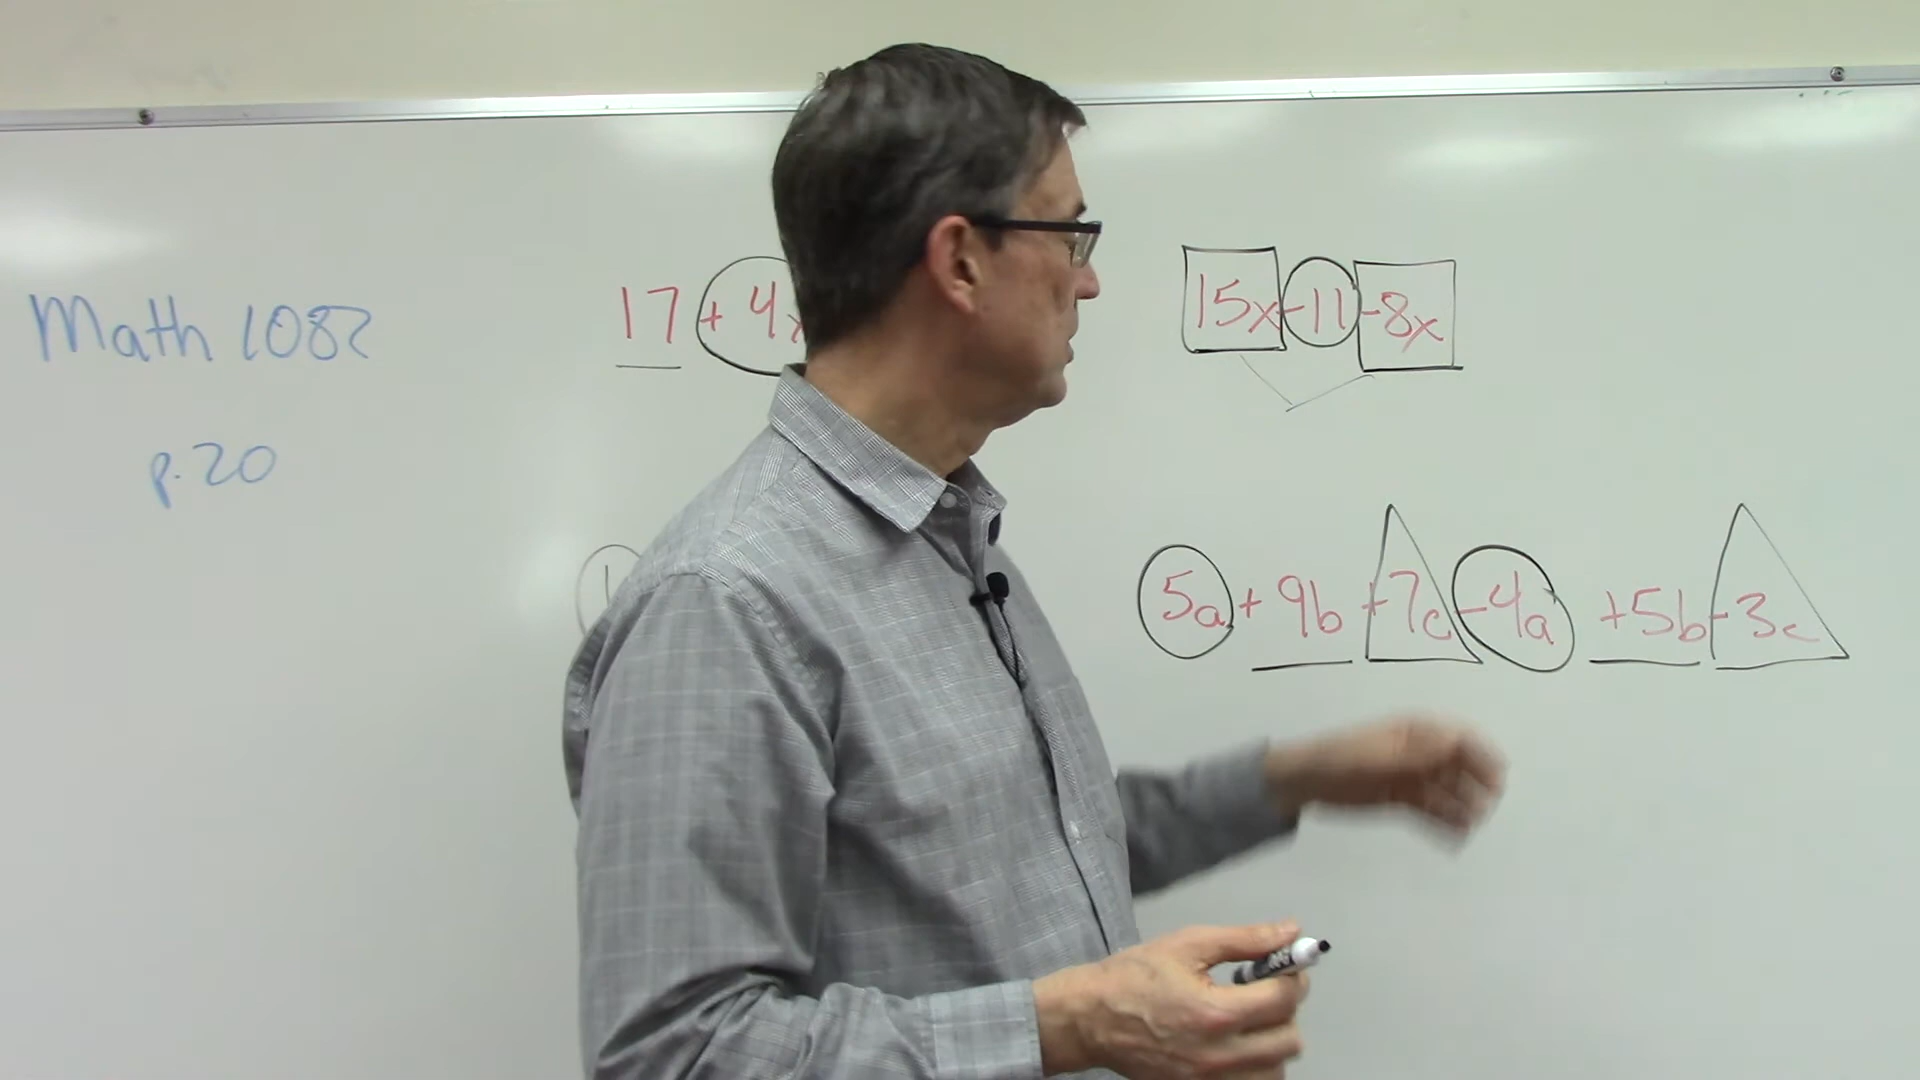 Math 1082
p. 20
17 + 4x
15x - 11 - 8x
5a + 9b + 7c - 4a + 5b - 3c